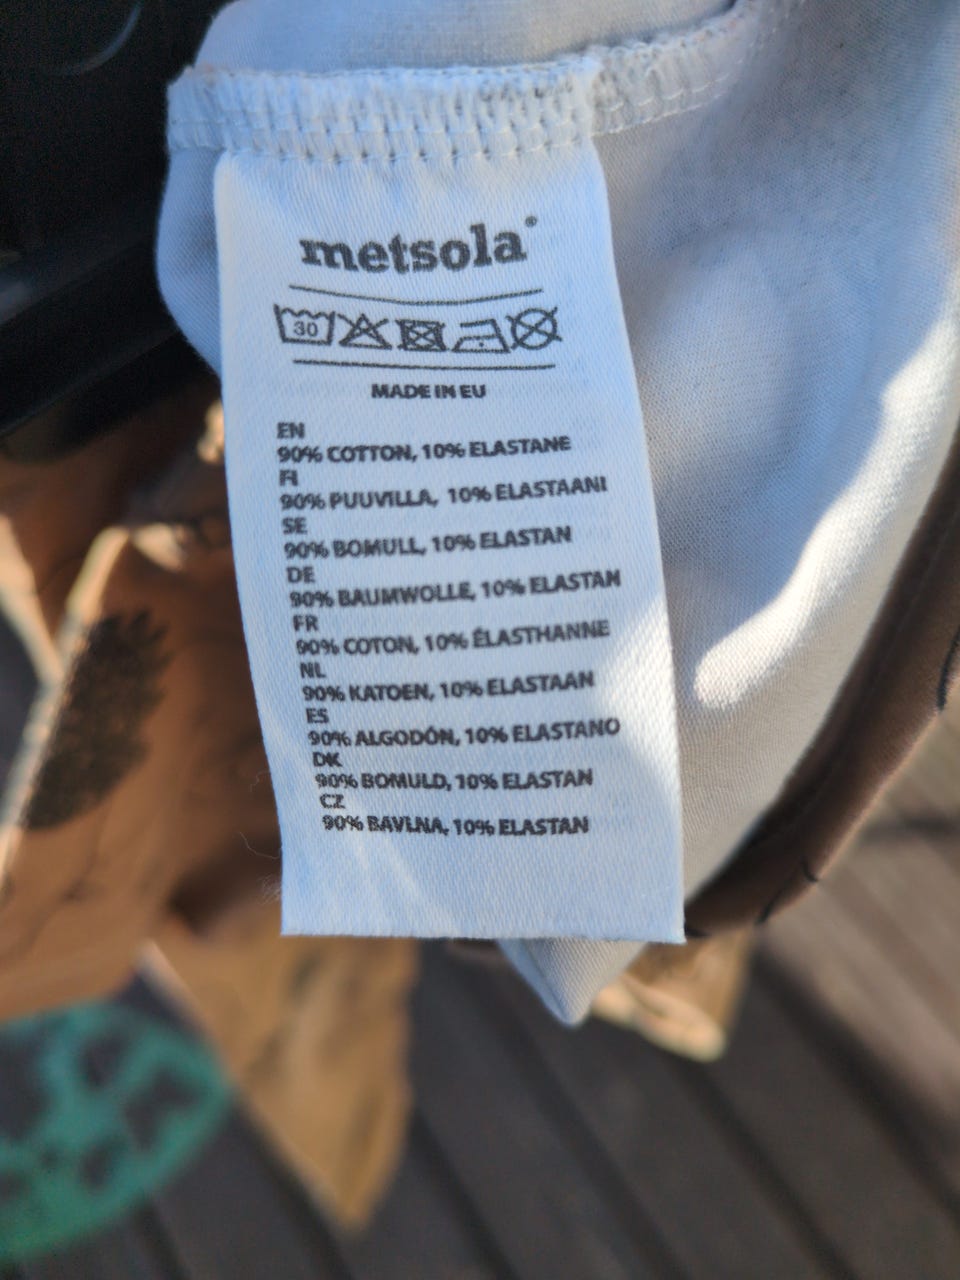 metsola®
30
MADE IN EU
EN
90% COTTON, 10% ELASTANE
FI
90% PUUVILLA, 10% ELASTAANI
SE
90% BOMULL, 10% ELASTAN
DE
90% BAUMWOLLE, 10% ELASTAN
FR
90% COTON, 10% ÉLASTHANNE
NL
90% KATOEN, 10% ELASTAAN
ES
90% ALGODÓN, 10% ELASTANO
DK
90% BOMULD, 10% ELASTAN
CZ
90% BAVLNA, 10% ELASTAN